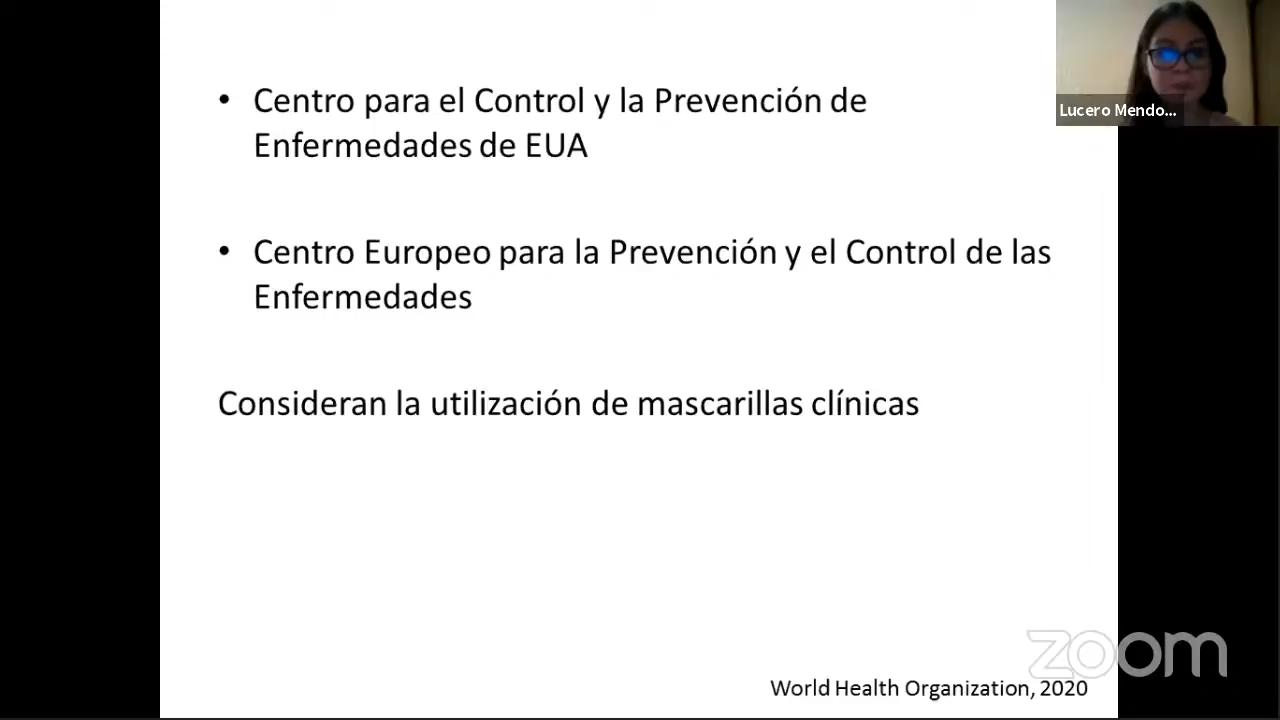 • Centro para el Control y la Prevención de
Enfermedades de EUA
• Centro Europeo para la Prevención y el Control de las
Enfermedades
Consideran la utilización de mascarillas clínicas
World Health Organization, 2020
Lucero Mendo...
zoom